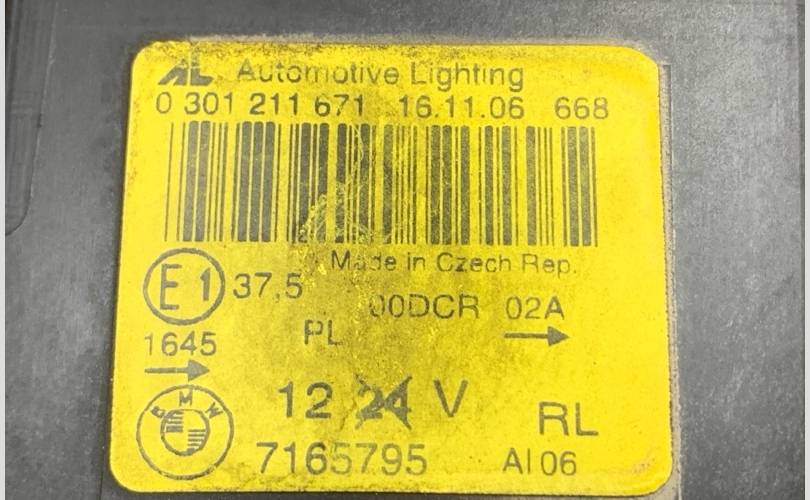 AL Automotive Lighting
0 301 211 671 16.11.06 668
Made in Czech Rep.
E1 37,5
00DCR 02A
PL
1645
12 24 V
RL
BMW
7165795
AI 06